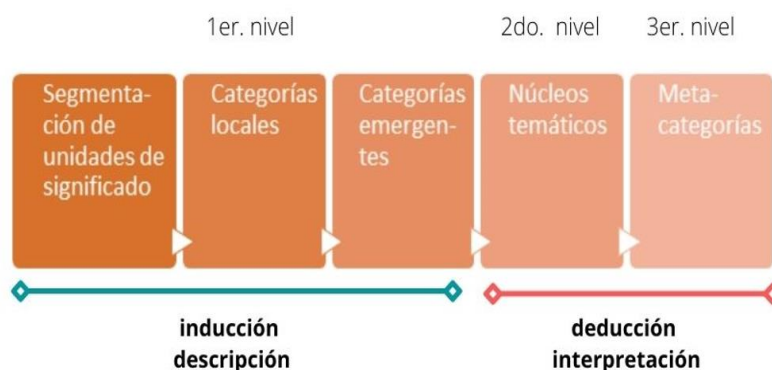 1er. nivel
2do. nivel
3er. nivel
Segmenta-
ción de
unidades de
significado
Categorías
locales
Categorías
emergen-
tes
Núcleos
temáticos
Meta-
categorías
inducción
descripción
deducción
interpretación